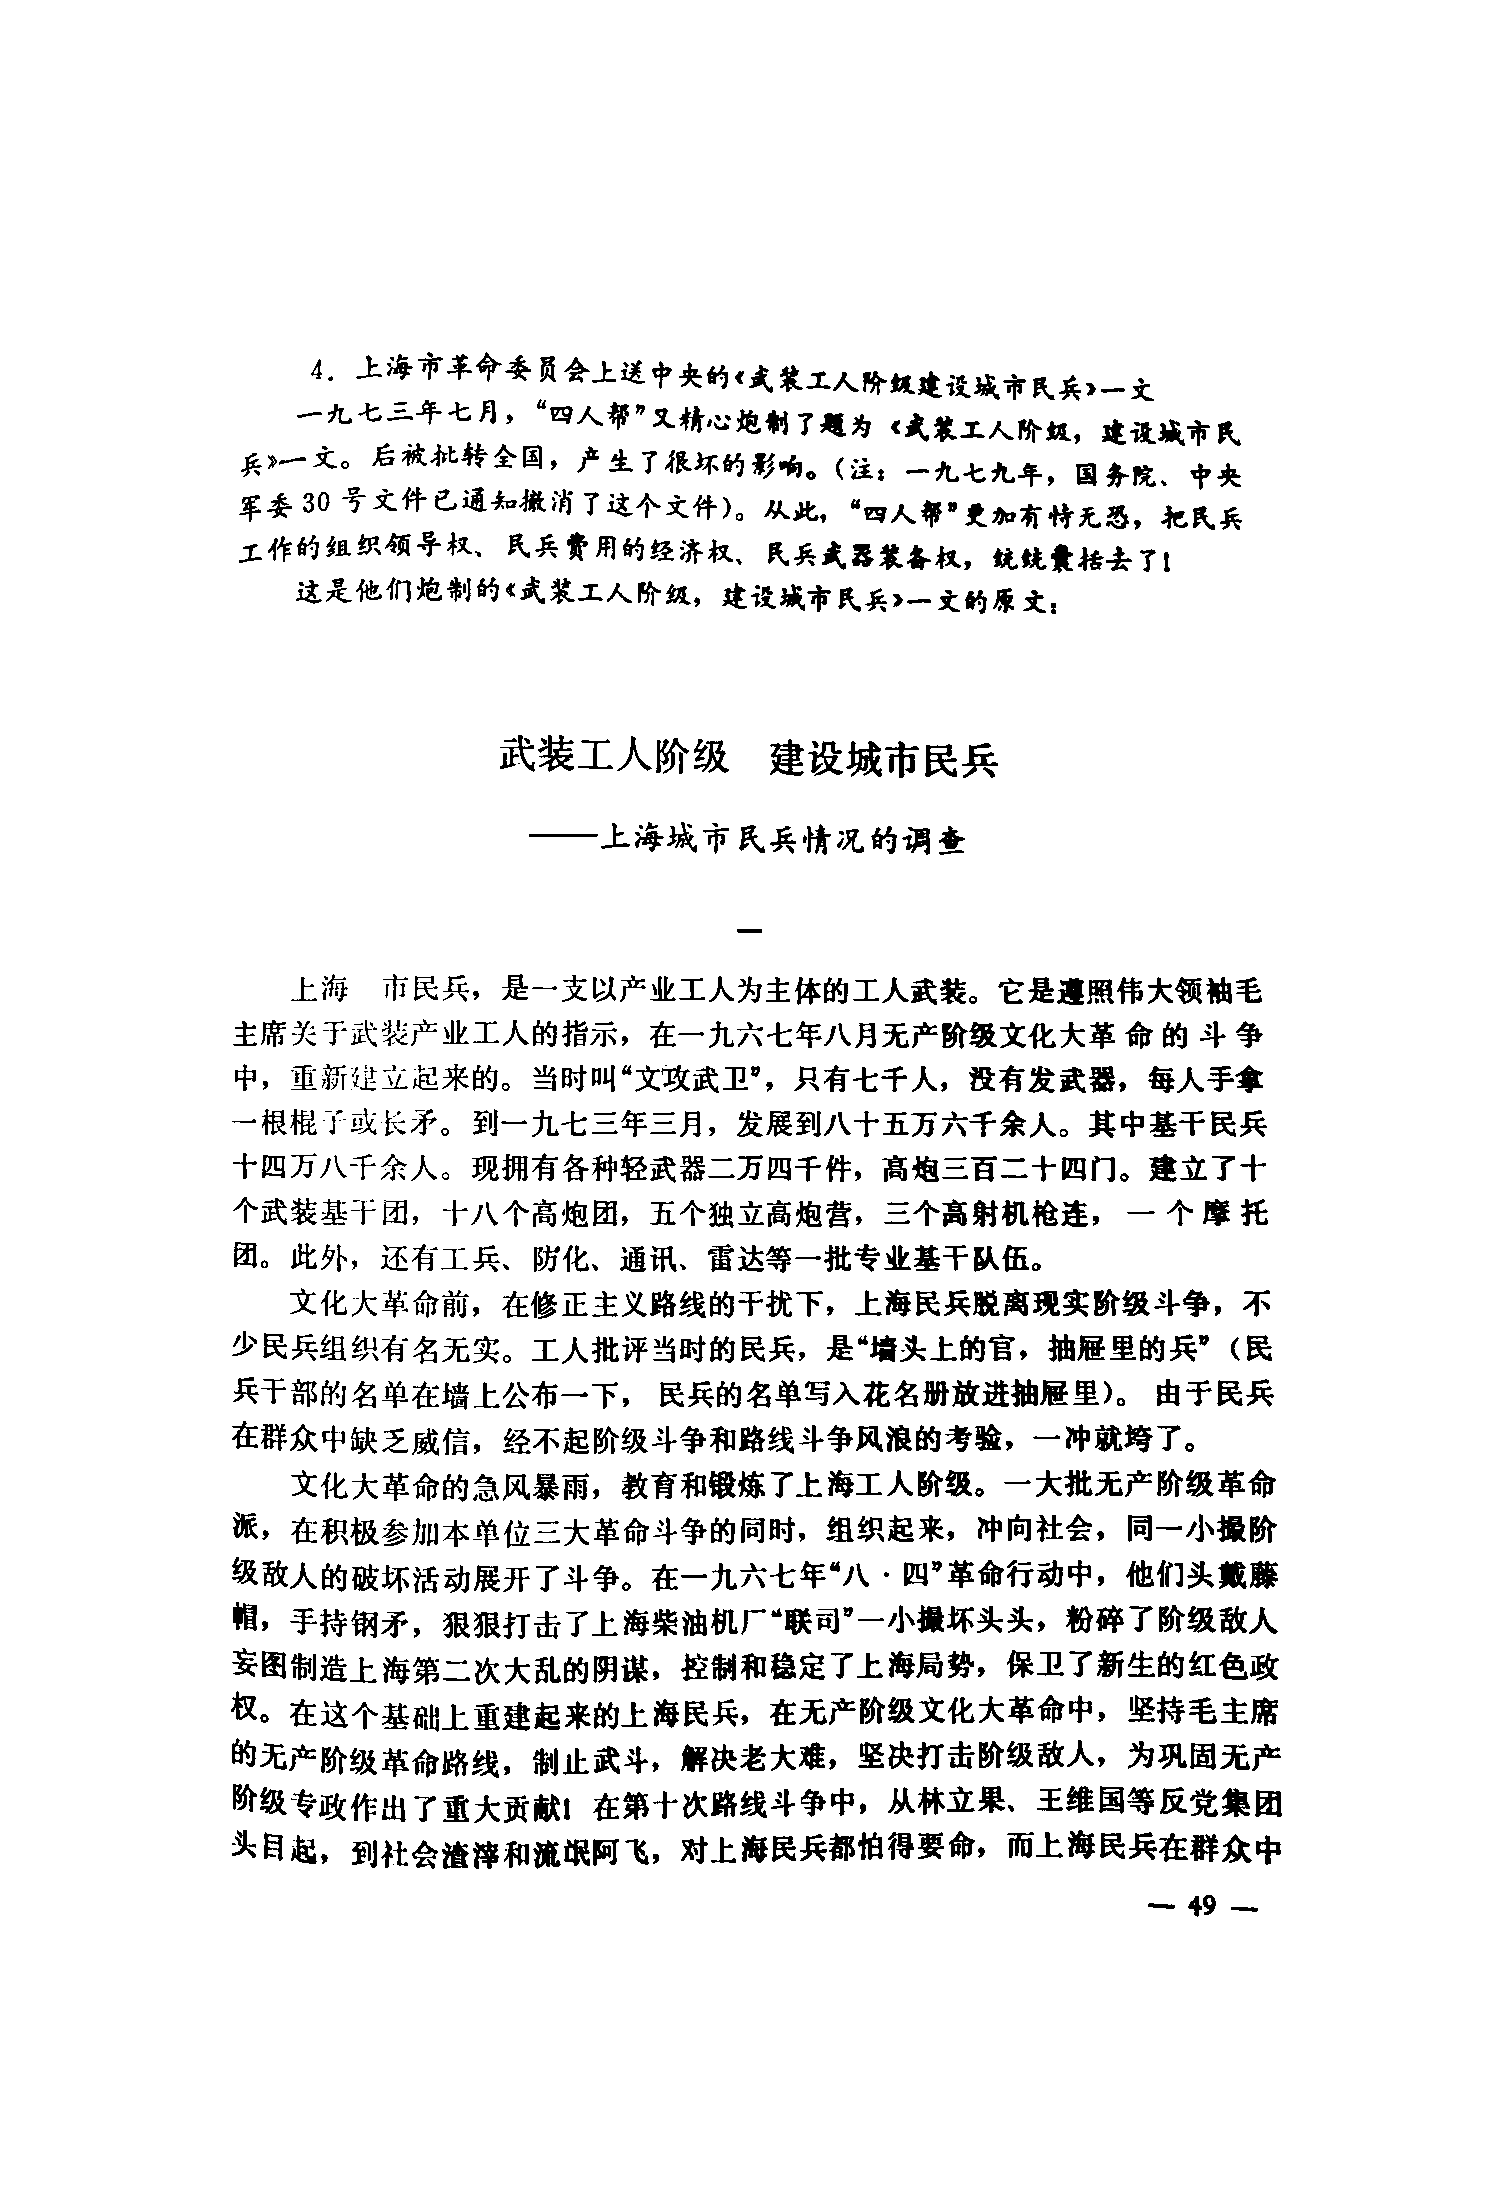 4．上海市革命委员会上送中央的《武装工人阶级建设城市民兵》一文
一九七三年七月，“四人帮”又精心炮制了题为《武装工人阶级，建设城市民
兵》一文。后被批转全国，产生了很坏的影响。（注：一九七九年，国务院、中央
军委30号文件已通知撤消了这个文件）。从此，“四人帮”更加有恃无恐，把民兵
工作的组织领导权、民兵费用的经济权、民兵武器装备权，统统囊括去了！
这是他们炮制的《武装工人阶级，建设城市民兵》一文的原文：
武装工人阶级　建设城市民兵
——上海城市民兵情况的调查
一
上海　市民兵，是一支以产业工人为主体的工人武装。它是遵照伟大领袖毛
主席关于武装产业工人的指示，在一九六七年八月无产阶级文化大革命的斗争
中，重新建立起来的。当时叫“文攻武卫”，只有七千人，没有发武器，每人手拿
一根棍子或长矛。到一九七三年三月，发展到八十五万六千余人。其中基干民兵
十四万八千余人。现拥有各种轻武器二万四千件，高炮三百二十四门。建立了十
个武装基干团，十八个高炮团，五个独立高炮营，三个高射机枪连，一个摩托
团。此外，还有工兵、防化、通讯、雷达等一批专业基干队伍。
文化大革命前，在修正主义路线的干扰下，上海民兵脱离现实阶级斗争，不
少民兵组织有名无实。工人批评当时的民兵，是“墙头上的官，抽屉里的兵”（民
兵干部的名单在墙上公布一下，民兵的名单写入花名册放进抽屉里）。由于民兵
在群众中缺乏威信，经不起阶级斗争和路线斗争风浪的考验，一冲就垮了。
文化大革命的急风暴雨，教育和锻炼了上海工人阶级。一大批无产阶级革命
派，在积极参加本单位三大革命斗争的同时，组织起来，冲向社会，同一小撮阶
级敌人的破坏活动展开了斗争。在一九六七年“八·四”革命行动中，他们头戴藤
帽，手持钢矛，狠狠打击了上海柴油机厂“联司”一小撮坏头头，粉碎了阶级敌人
妄图制造上海第二次大乱的阴谋，控制和稳定了上海局势，保卫了新生的红色政
权。在这个基础上重建起来的上海民兵，在无产阶级文化大革命中，坚持毛主席
的无产阶级革命路线，制止武斗，解决老大难，坚决打击阶级敌人，为巩固无产
阶级专政作出了重大贡献！在第十次路线斗争中，从林立果、王维国等反党集团
头目起，到社会渣滓和流氓阿飞，对上海民兵都怕得要命，而上海民兵在群众中
— 49 —